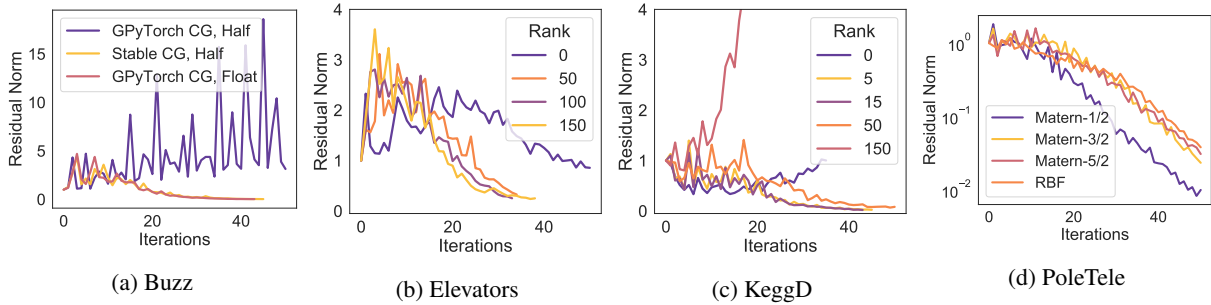 Residual Norm
15
10
5
0
GPyTorch CG, Half
Stable CG, Half
GPyTorch CG, Float
0 20 40
Iterations
(a) Buzz
Residual Norm
4
3
2
1
0
Rank
0
50
100
150
0 20 40
Iterations
(b) Elevators
Residual Norm
4
3
2
1
0
Rank
0
5
15
50
150
0 20 40
Iterations
(c) KeggD
Residual Norm
10⁰
10⁻¹
10⁻²
Matern-1/2
Matern-3/2
Matern-5/2
RBF
0 20 40
Iterations
(d) PoleTele